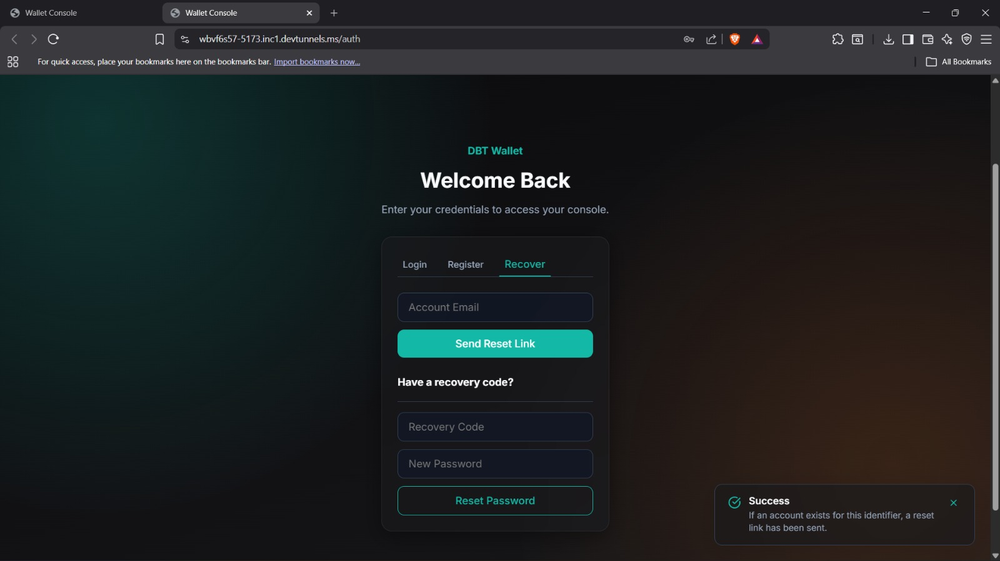 Wallet Console
Wallet Console
wbvf6s57-5173.inc1.devtunnels.ms/auth
For quick access, place your bookmarks here on the bookmarks bar. Import bookmarks now...
All Bookmarks
DBT Wallet
Welcome Back
Enter your credentials to access your console.
Login Register Recover
Account Email
Send Reset Link
Have a recovery code?
Recovery Code
New Password
Reset Password
Success
If an account exists for this identifier, a reset
link has been sent.